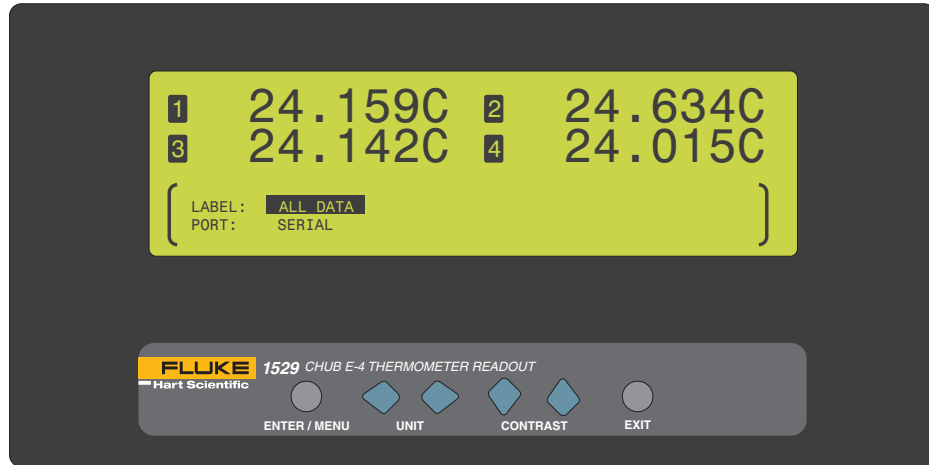 1 24.159C 2 24.634C
3 24.142C 4 24.015C
LABEL: ALL DATA
PORT: SERIAL
FLUKE 1529 CHUB E-4 THERMOMETER READOUT
Hart Scientific
ENTER / MENU UNIT CONTRAST EXIT